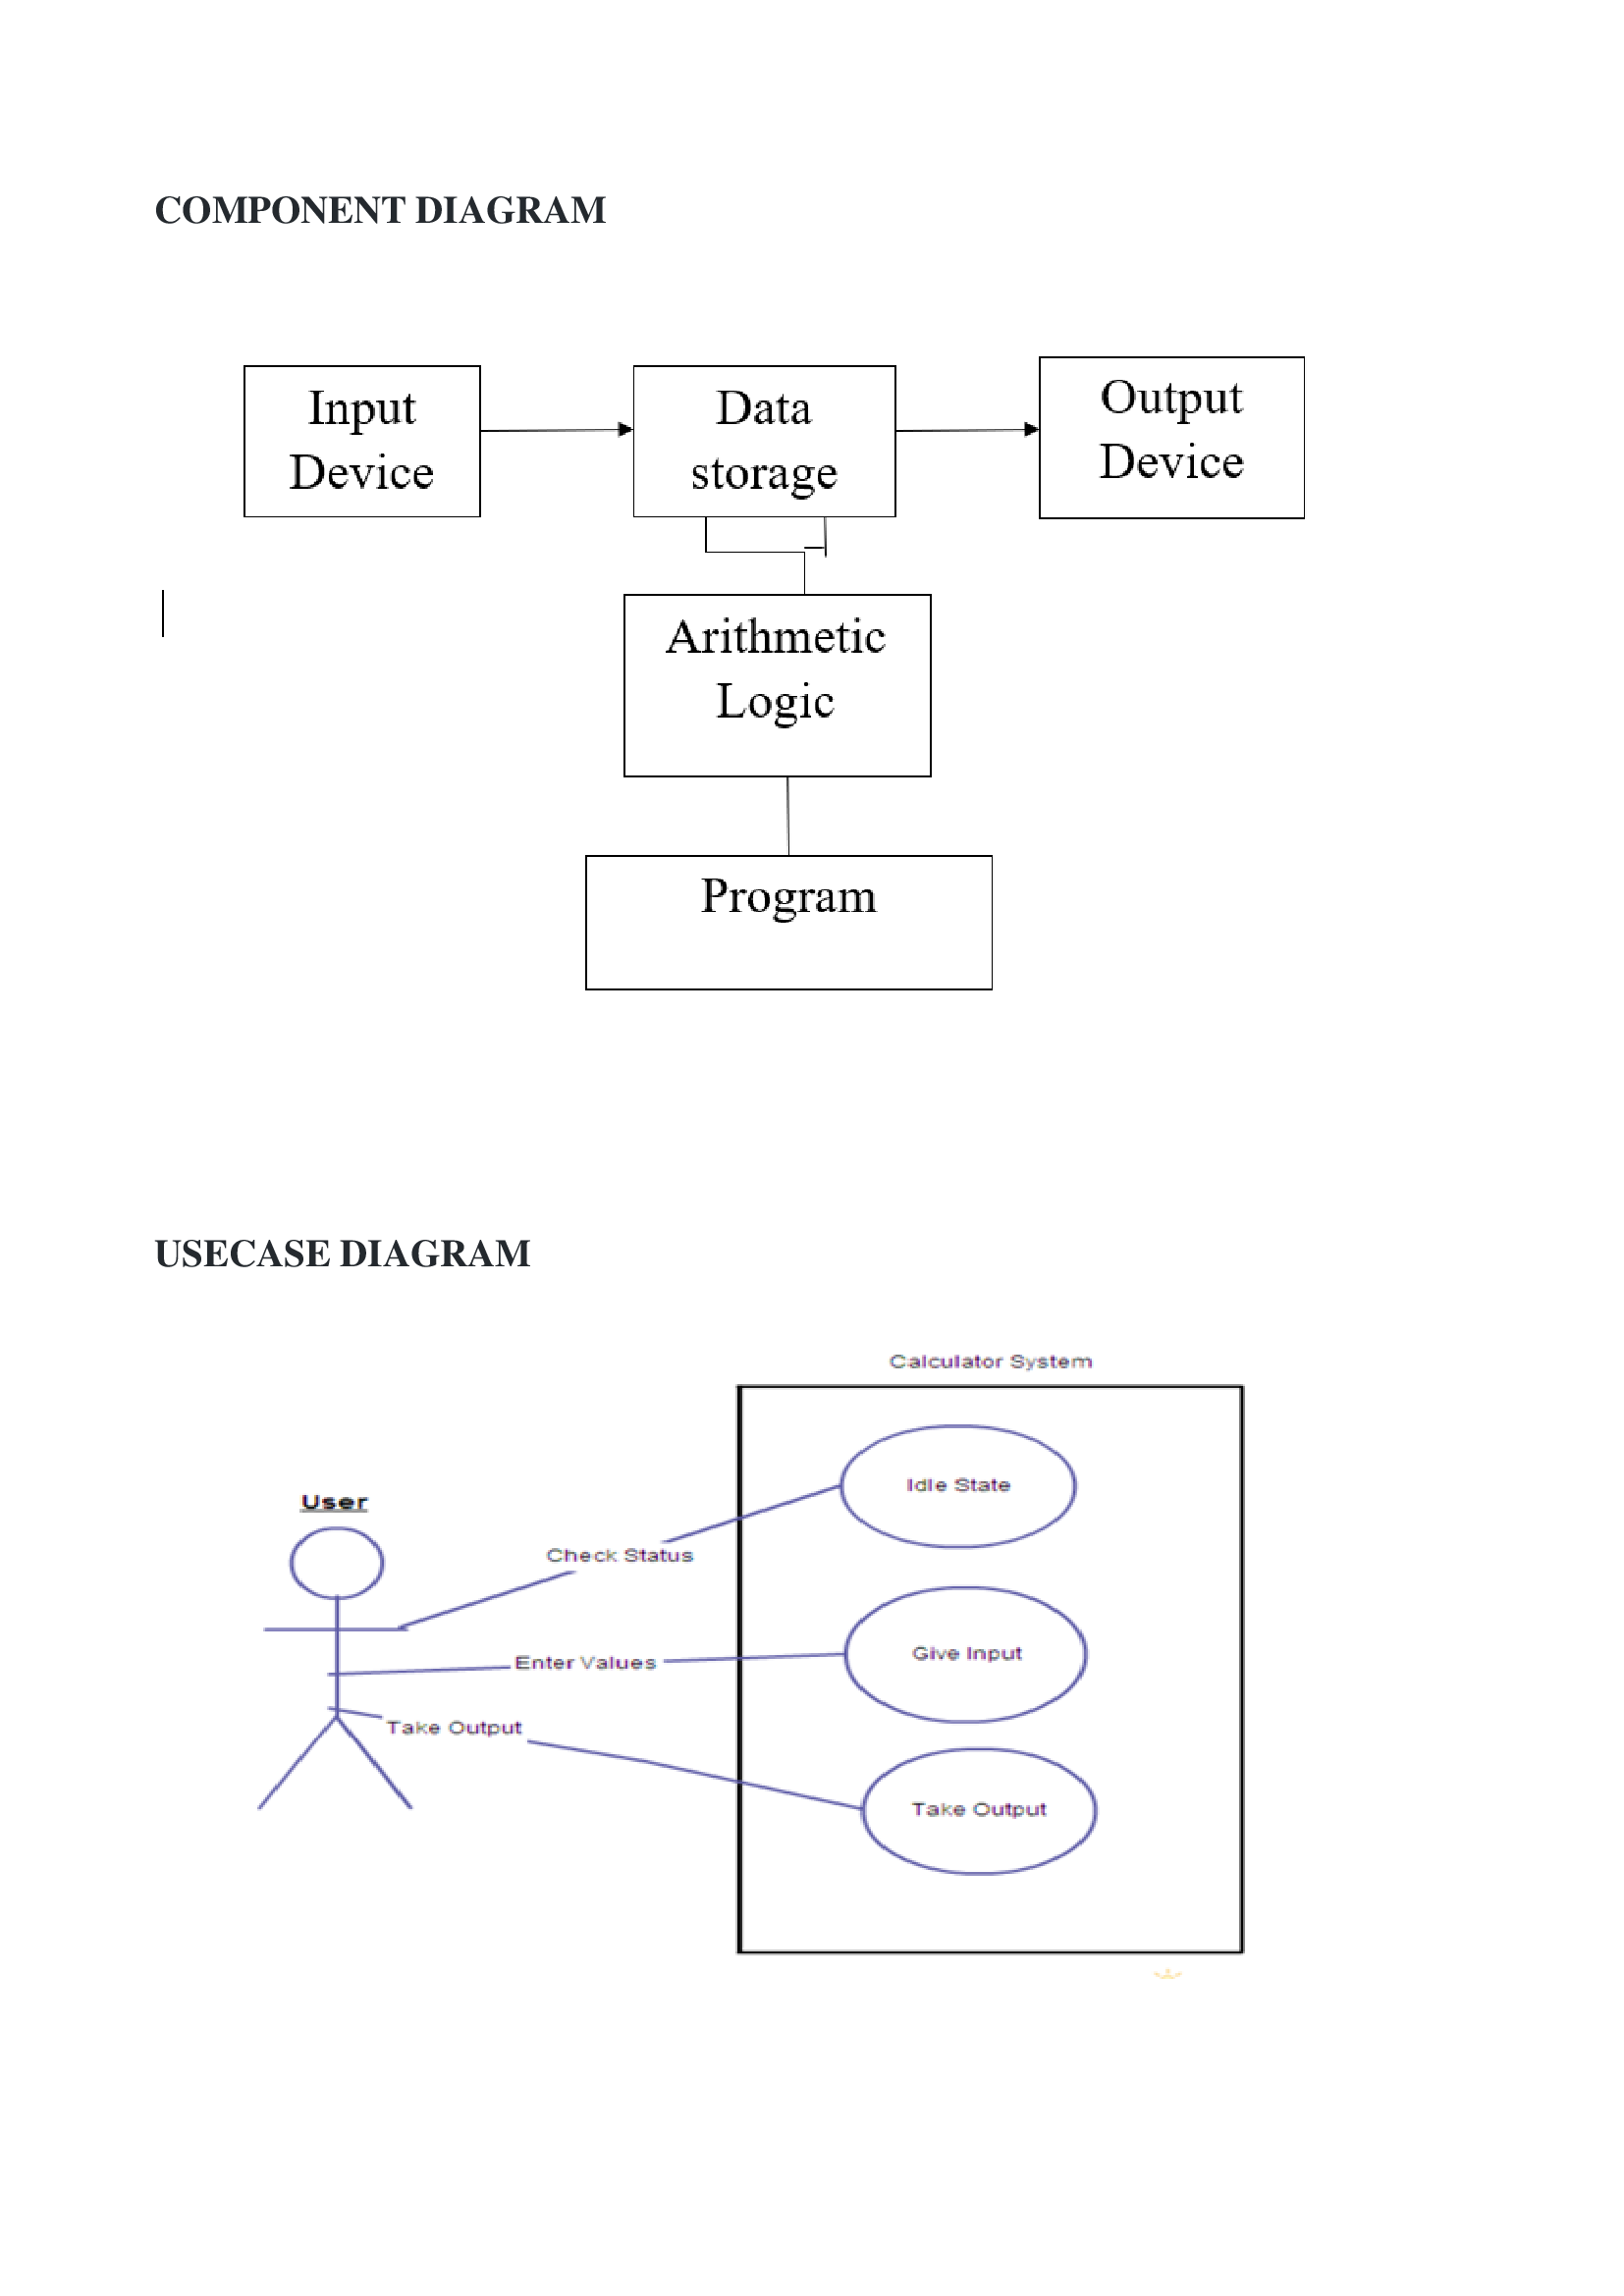 COMPONENT DIAGRAM
Input
Device
Data
storage
Output
Device
Arithmetic
Logic
Program
USECASE DIAGRAM
Calculator System
Idle State
User
Check Status
Give Input
Enter Values
Take Output
Take Output